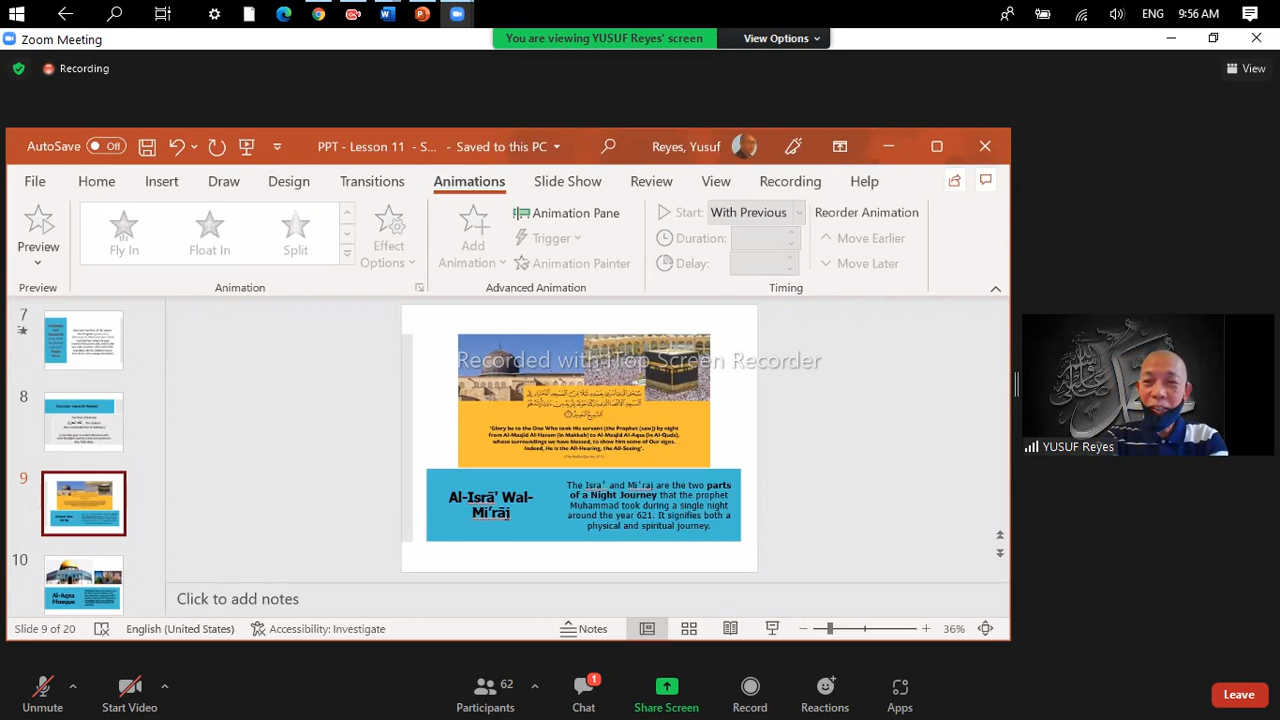 ENG 9:56 AM
Zoom Meeting
You are viewing YUSUF Reyes' screen
View Options
Recording
View
AutoSave Off
PPT - Lesson 11 - S... - Saved to this PC
Reyes, Yusuf
File Home Insert Draw Design Transitions Animations Slide Show Review View Recording Help
Preview
Fly In Float In Split
Effect Options
Add Animation
Animation Pane
Trigger
Animation Painter
Start: With Previous
Duration:
Delay:
Reorder Animation
Move Earlier
Move Later
Preview Animation Advanced Animation Timing
7
8
9
10
Al-Aqsa
Mosque
Recorded with iTop Screen Recorder
'Glory be to the One Who took His servant (the Prophet (saw)) by night
from Al-Masjid Al-Haram (in Makkah) to Al-Masjid Al-Aqsa (in Al-Quds),
whose surroundings we have blessed, to show him some of Our signs.
Indeed, He is the All-Hearing, the All-Seeing'.
Al-Isrā' Wal-
Mi'rāj
The Isra' and Mi'raj are the two parts
of a Night Journey that the prophet
Muhammad took during a single night
around the year 621. It signifies both a
physical and spiritual journey.
YUSUF Reyes
Click to add notes
Slide 9 of 20 English (United States) Accessibility: Investigate Notes 36%
Unmute
Start Video
62
Participants
1
Chat
Share Screen
Record
Reactions
Apps
Leave